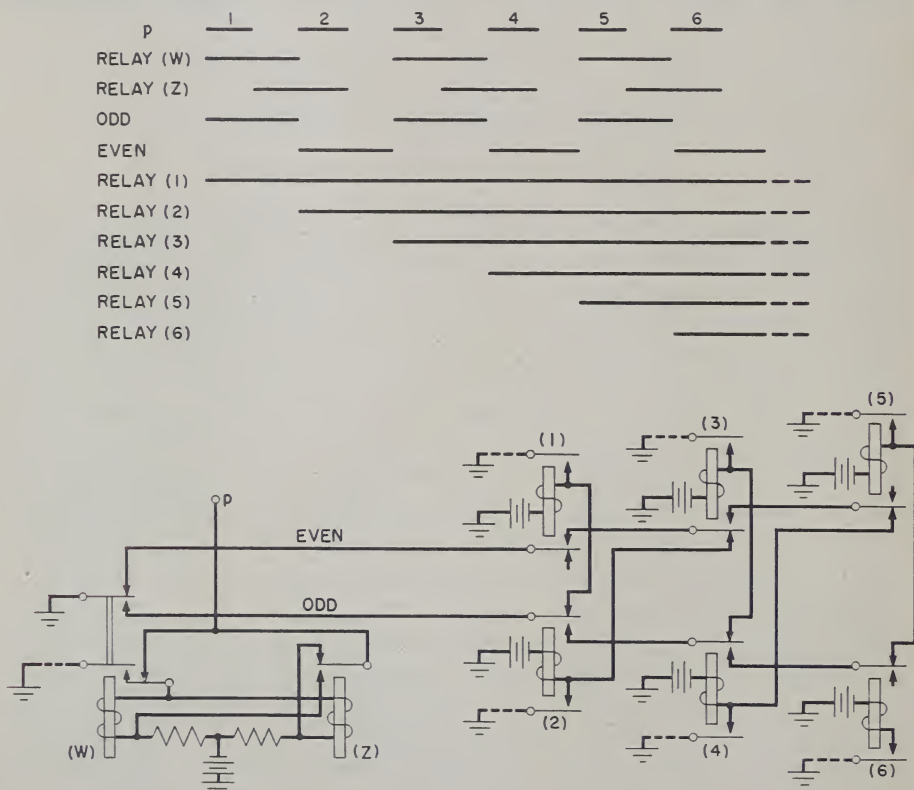 1 2 3 4 5 6
P
RELAY (W)
RELAY (Z)
ODD
EVEN
RELAY (1)
RELAY (2)
RELAY (3)
RELAY (4)
RELAY (5)
RELAY (6)
(5)
(3)
(1)
p
EVEN
ODD
(2)
(4)
(W)
(Z)
(6)